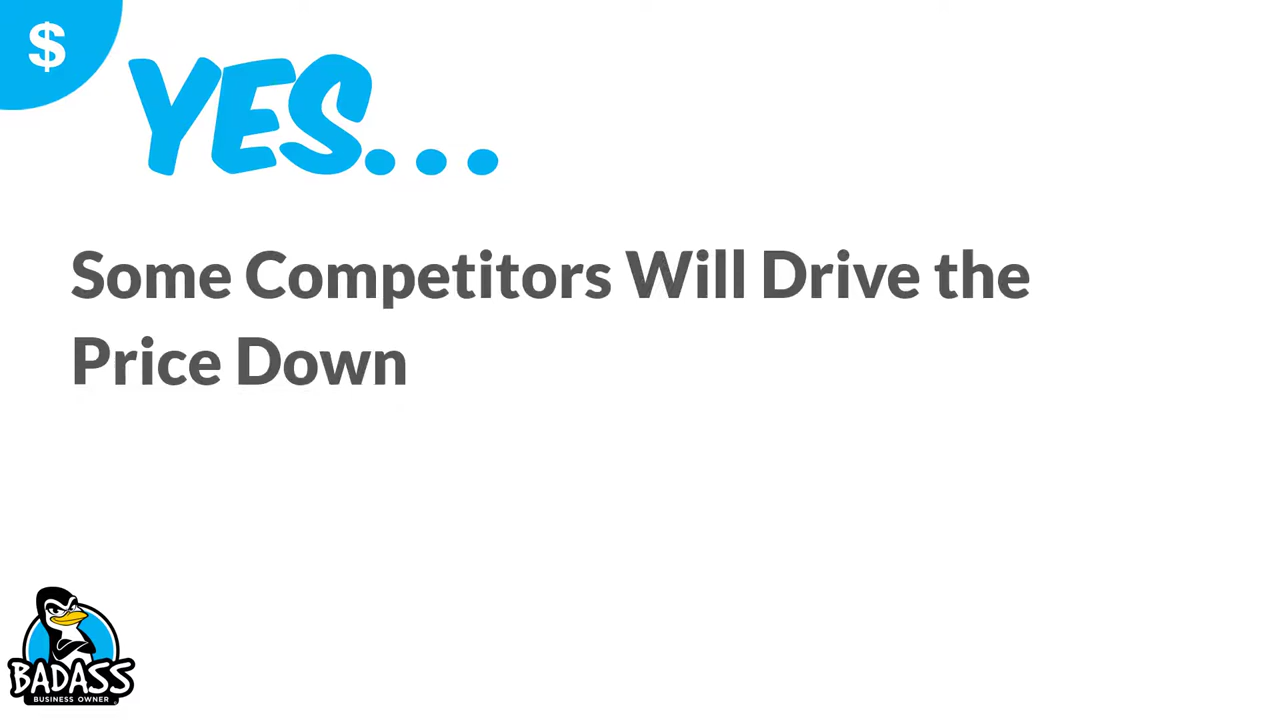 $
YES...
Some Competitors Will Drive the
Price Down
BADASS
BUSINESS OWNER